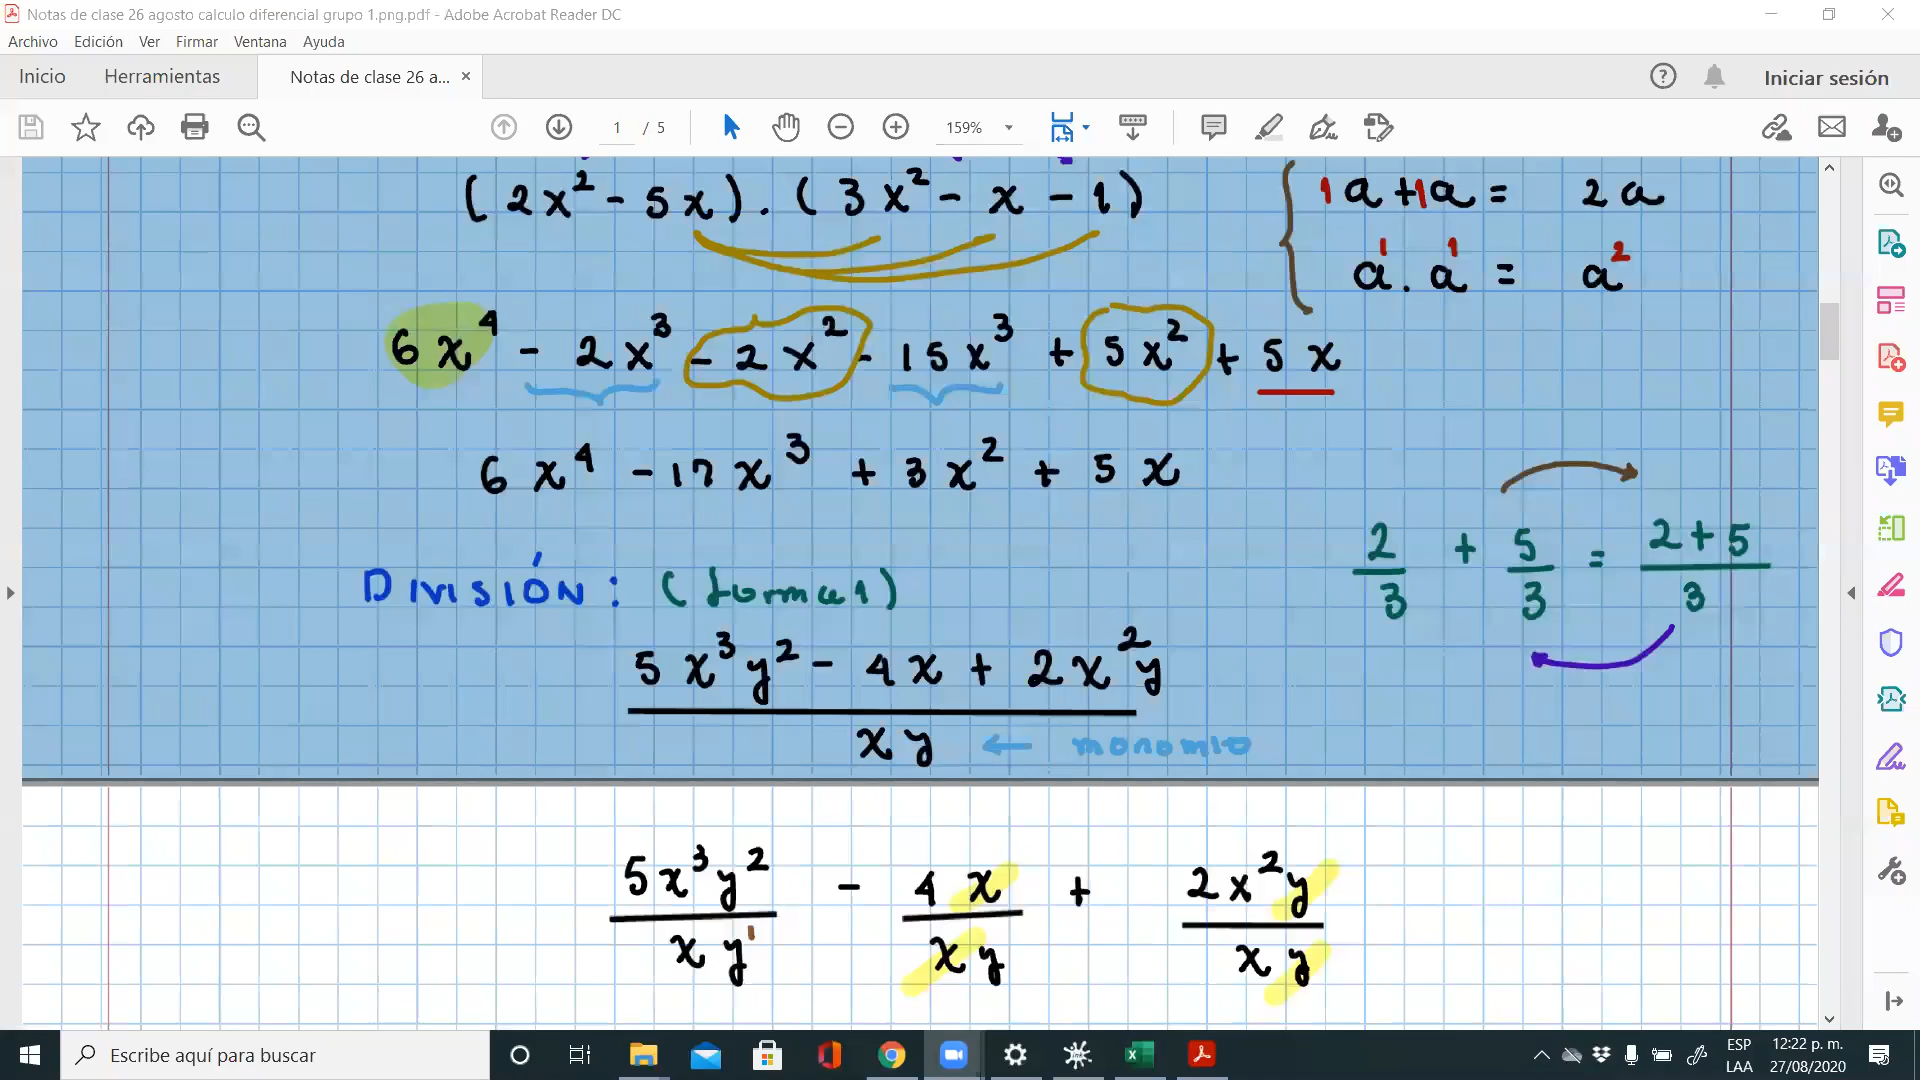 Notas de clase 26 agosto calculo diferencial grupo 1.png.pdf - Adobe Acrobat Reader DC
Archivo Edición Ver Firmar Ventana Ayuda
Inicio Herramientas Notas de clase 26 a... × Iniciar sesión
1 / 5 159%
(2x² - 5x) . (3x² - x - 1)
1a + 1a = 2a
a¹ . a¹ = a²
6x⁴ - 2x³ - 2x² - 15x³ + 5x² + 5x
6x⁴ - 17x³ + 3x² + 5x
2/3 + 5/3 = (2+5)/3
DIVISIÓN: (forma 1)
5x³y² - 4x + 2x²y
xy ← monomio
5x³y²/xy¹ - 4x/xy + 2x²y/xy
Escribe aquí para buscar
ESP
LAA
12:22 p. m.
27/08/2020